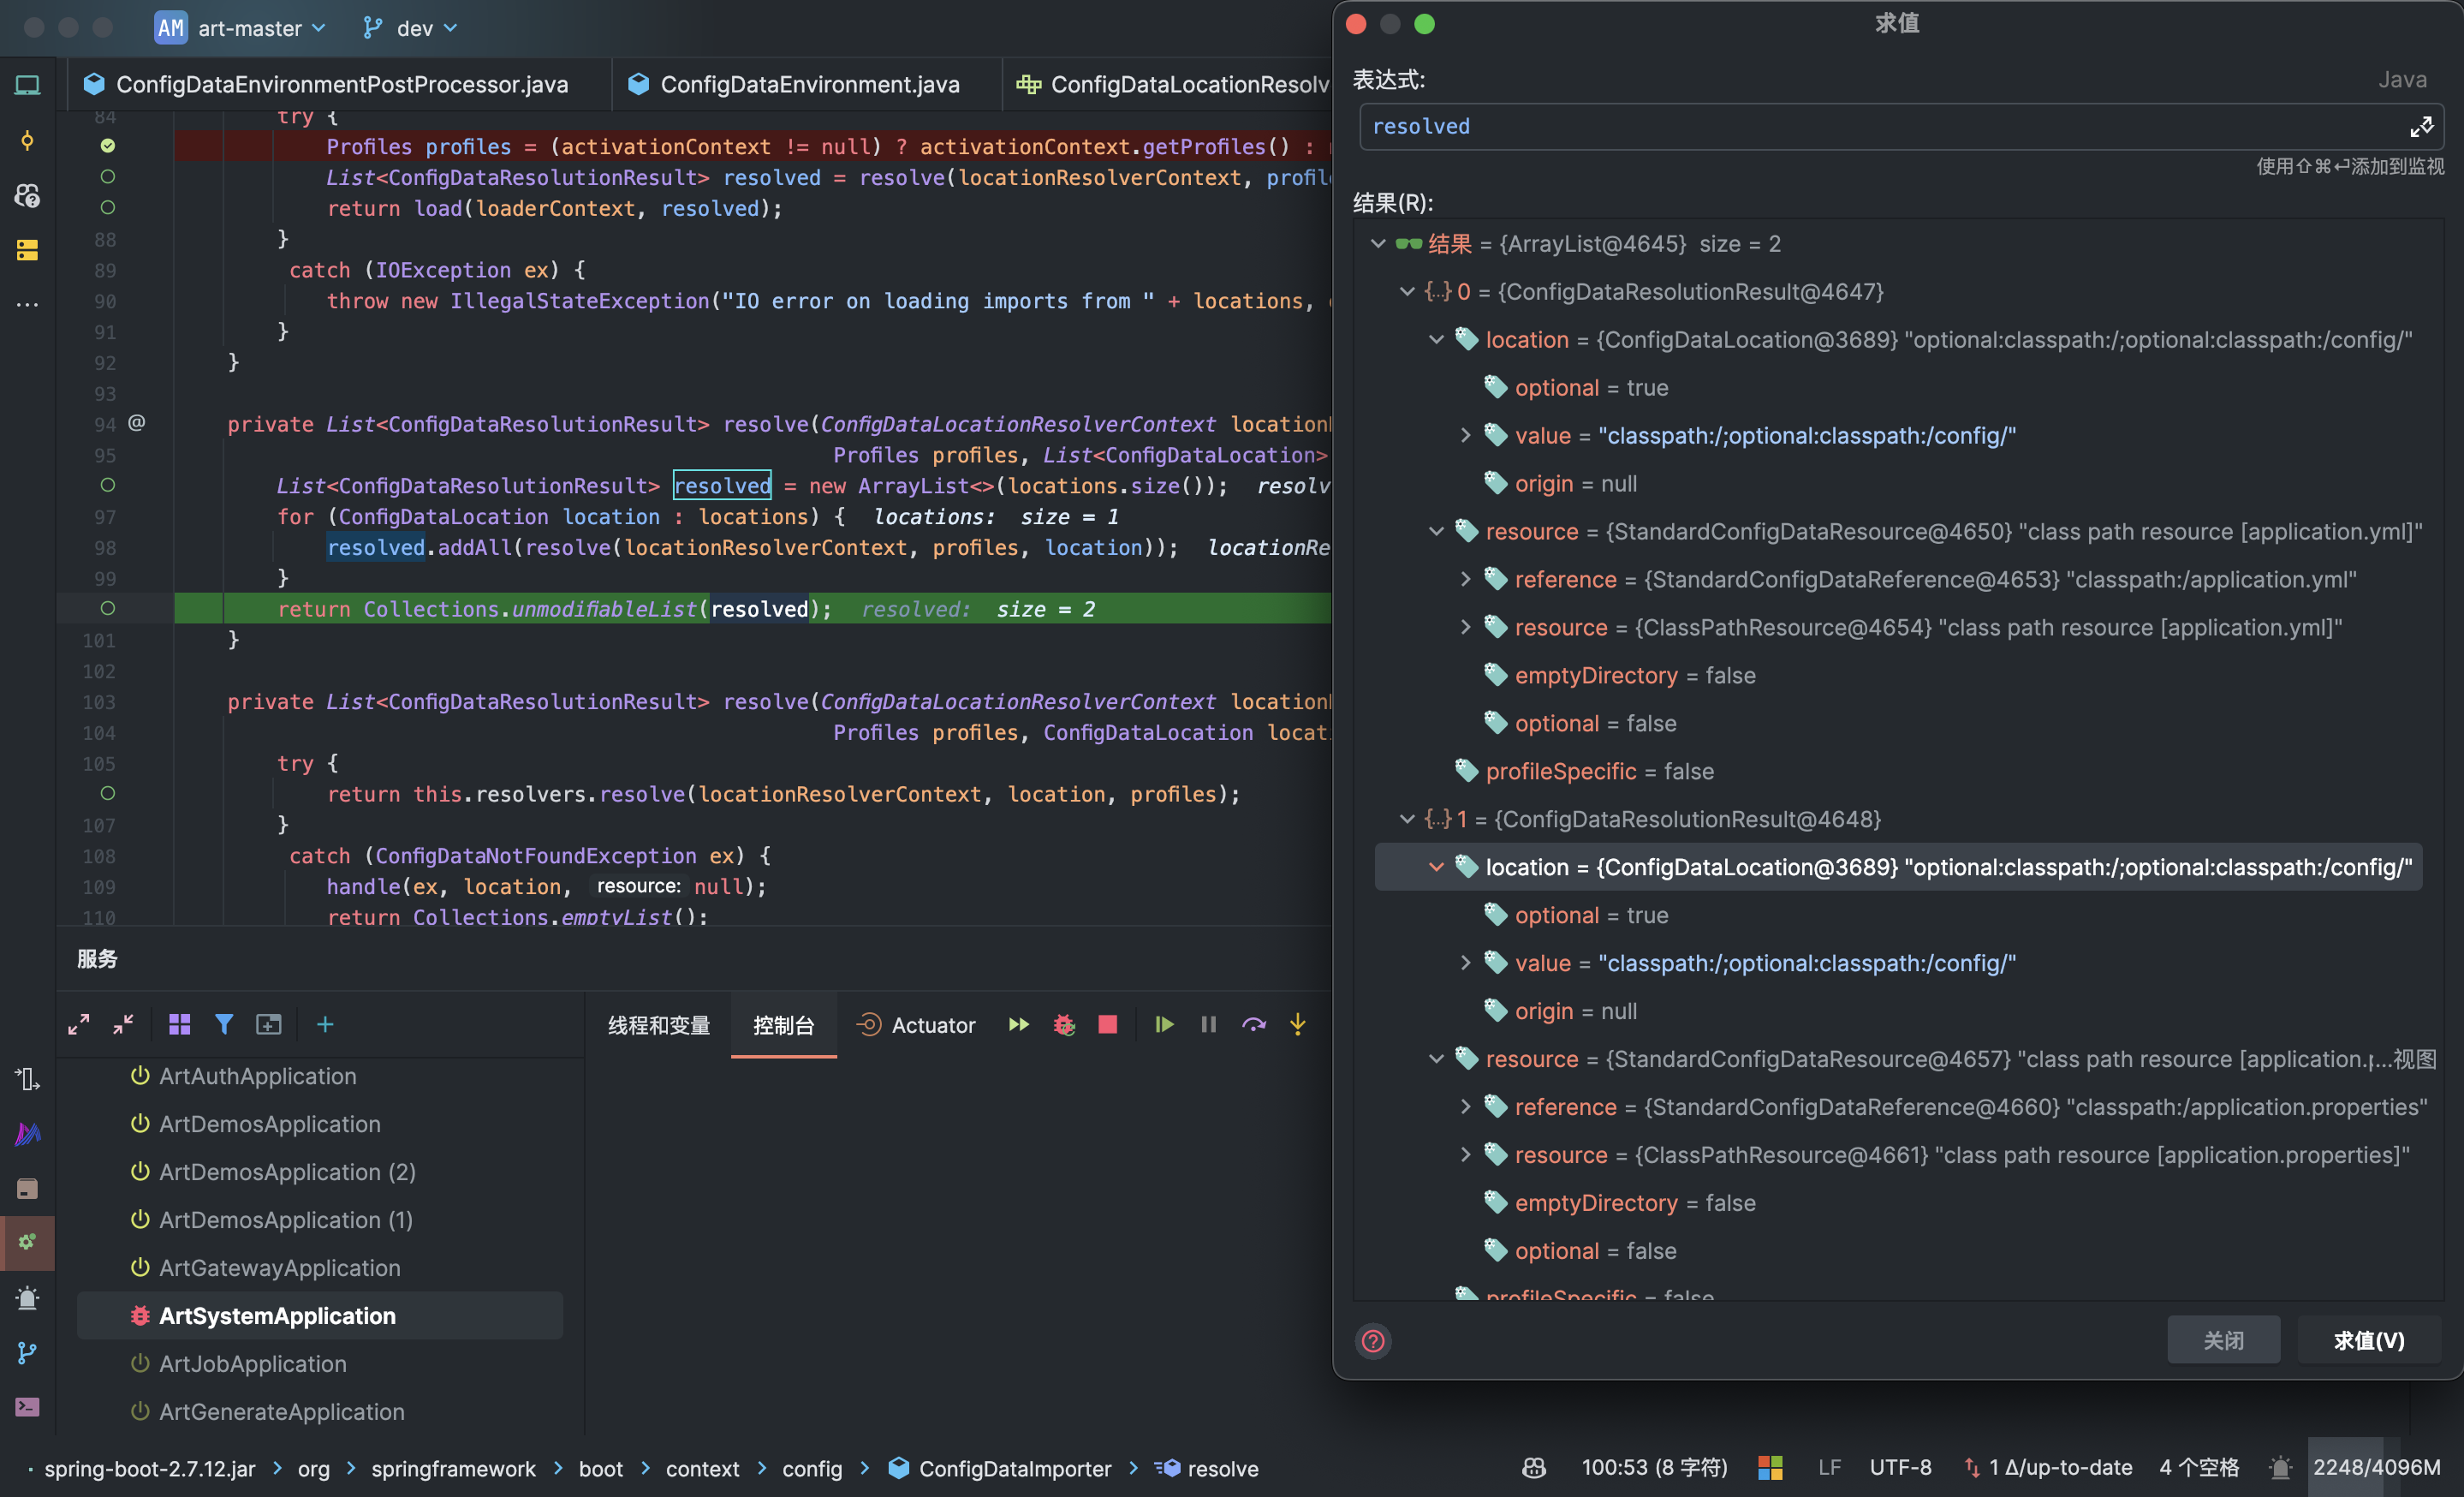 AM art-master dev
ConfigDataEnvironmentPostProcessor.java ConfigDataEnvironment.java ConfigDataLocationResolv
84 try {
Profiles profiles = (activationContext != null) ? activationContext.getProfiles() :
List<ConfigDataResolutionResult> resolved = resolve(locationResolverContext, profile
return load(loaderContext, resolved);
88 }
89 catch (IOException ex) {
90 throw new IllegalStateException("IO error on loading imports from " + locations,
91 }
92 }
93
94 @ private List<ConfigDataResolutionResult> resolve(ConfigDataLocationResolverContext location
95 Profiles profiles, List<ConfigDataLocation>
List<ConfigDataResolutionResult> resolved = new ArrayList<>(locations.size()); resolv
97 for (ConfigDataLocation location : locations) { locations: size = 1
98 resolved.addAll(resolve(locationResolverContext, profiles, location)); locationRe
99 }
return Collections.unmodifiableList(resolved); resolved: size = 2
101 }
102
103 private List<ConfigDataResolutionResult> resolve(ConfigDataLocationResolverContext location
104 Profiles profiles, ConfigDataLocation locati
105 try {
return this.resolvers.resolve(locationResolverContext, location, profiles);
107 }
108 catch (ConfigDataNotFoundException ex) {
109 handle(ex, location, resource: null);
110 return Collections.emptyList();
服务
线程和变量 控制台 Actuator
ArtAuthApplication
ArtDemosApplication
ArtDemosApplication (2)
ArtDemosApplication (1)
ArtGatewayApplication
ArtSystemApplication
ArtJobApplication
ArtGenerateApplication
求值
表达式: Java
resolved
使用⇧⌘↩添加到监视
结果(R):
结果 = {ArrayList@4645} size = 2
{...} 0 = {ConfigDataResolutionResult@4647}
location = {ConfigDataLocation@3689} "optional:classpath:/;optional:classpath:/config/"
optional = true
value = "classpath:/;optional:classpath:/config/"
origin = null
resource = {StandardConfigDataResource@4650} "class path resource [application.yml]"
reference = {StandardConfigDataReference@4653} "classpath:/application.yml"
resource = {ClassPathResource@4654} "class path resource [application.yml]"
emptyDirectory = false
optional = false
profileSpecific = false
{...} 1 = {ConfigDataResolutionResult@4648}
location = {ConfigDataLocation@3689} "optional:classpath:/;optional:classpath:/config/"
optional = true
value = "classpath:/;optional:classpath:/config/"
origin = null
resource = {StandardConfigDataResource@4657} "class path resource [application.p...视图
reference = {StandardConfigDataReference@4660} "classpath:/application.properties"
resource = {ClassPathResource@4661} "class path resource [application.properties]"
emptyDirectory = false
optional = false
profileSpecific = false
关闭 求值(V)
spring-boot-2.7.12.jar > org > springframework > boot > context > config > ConfigDataImporter > resolve 100:53 (8 字符) LF UTF-8 1 Δ/up-to-date 4 个空格 2248/4096M